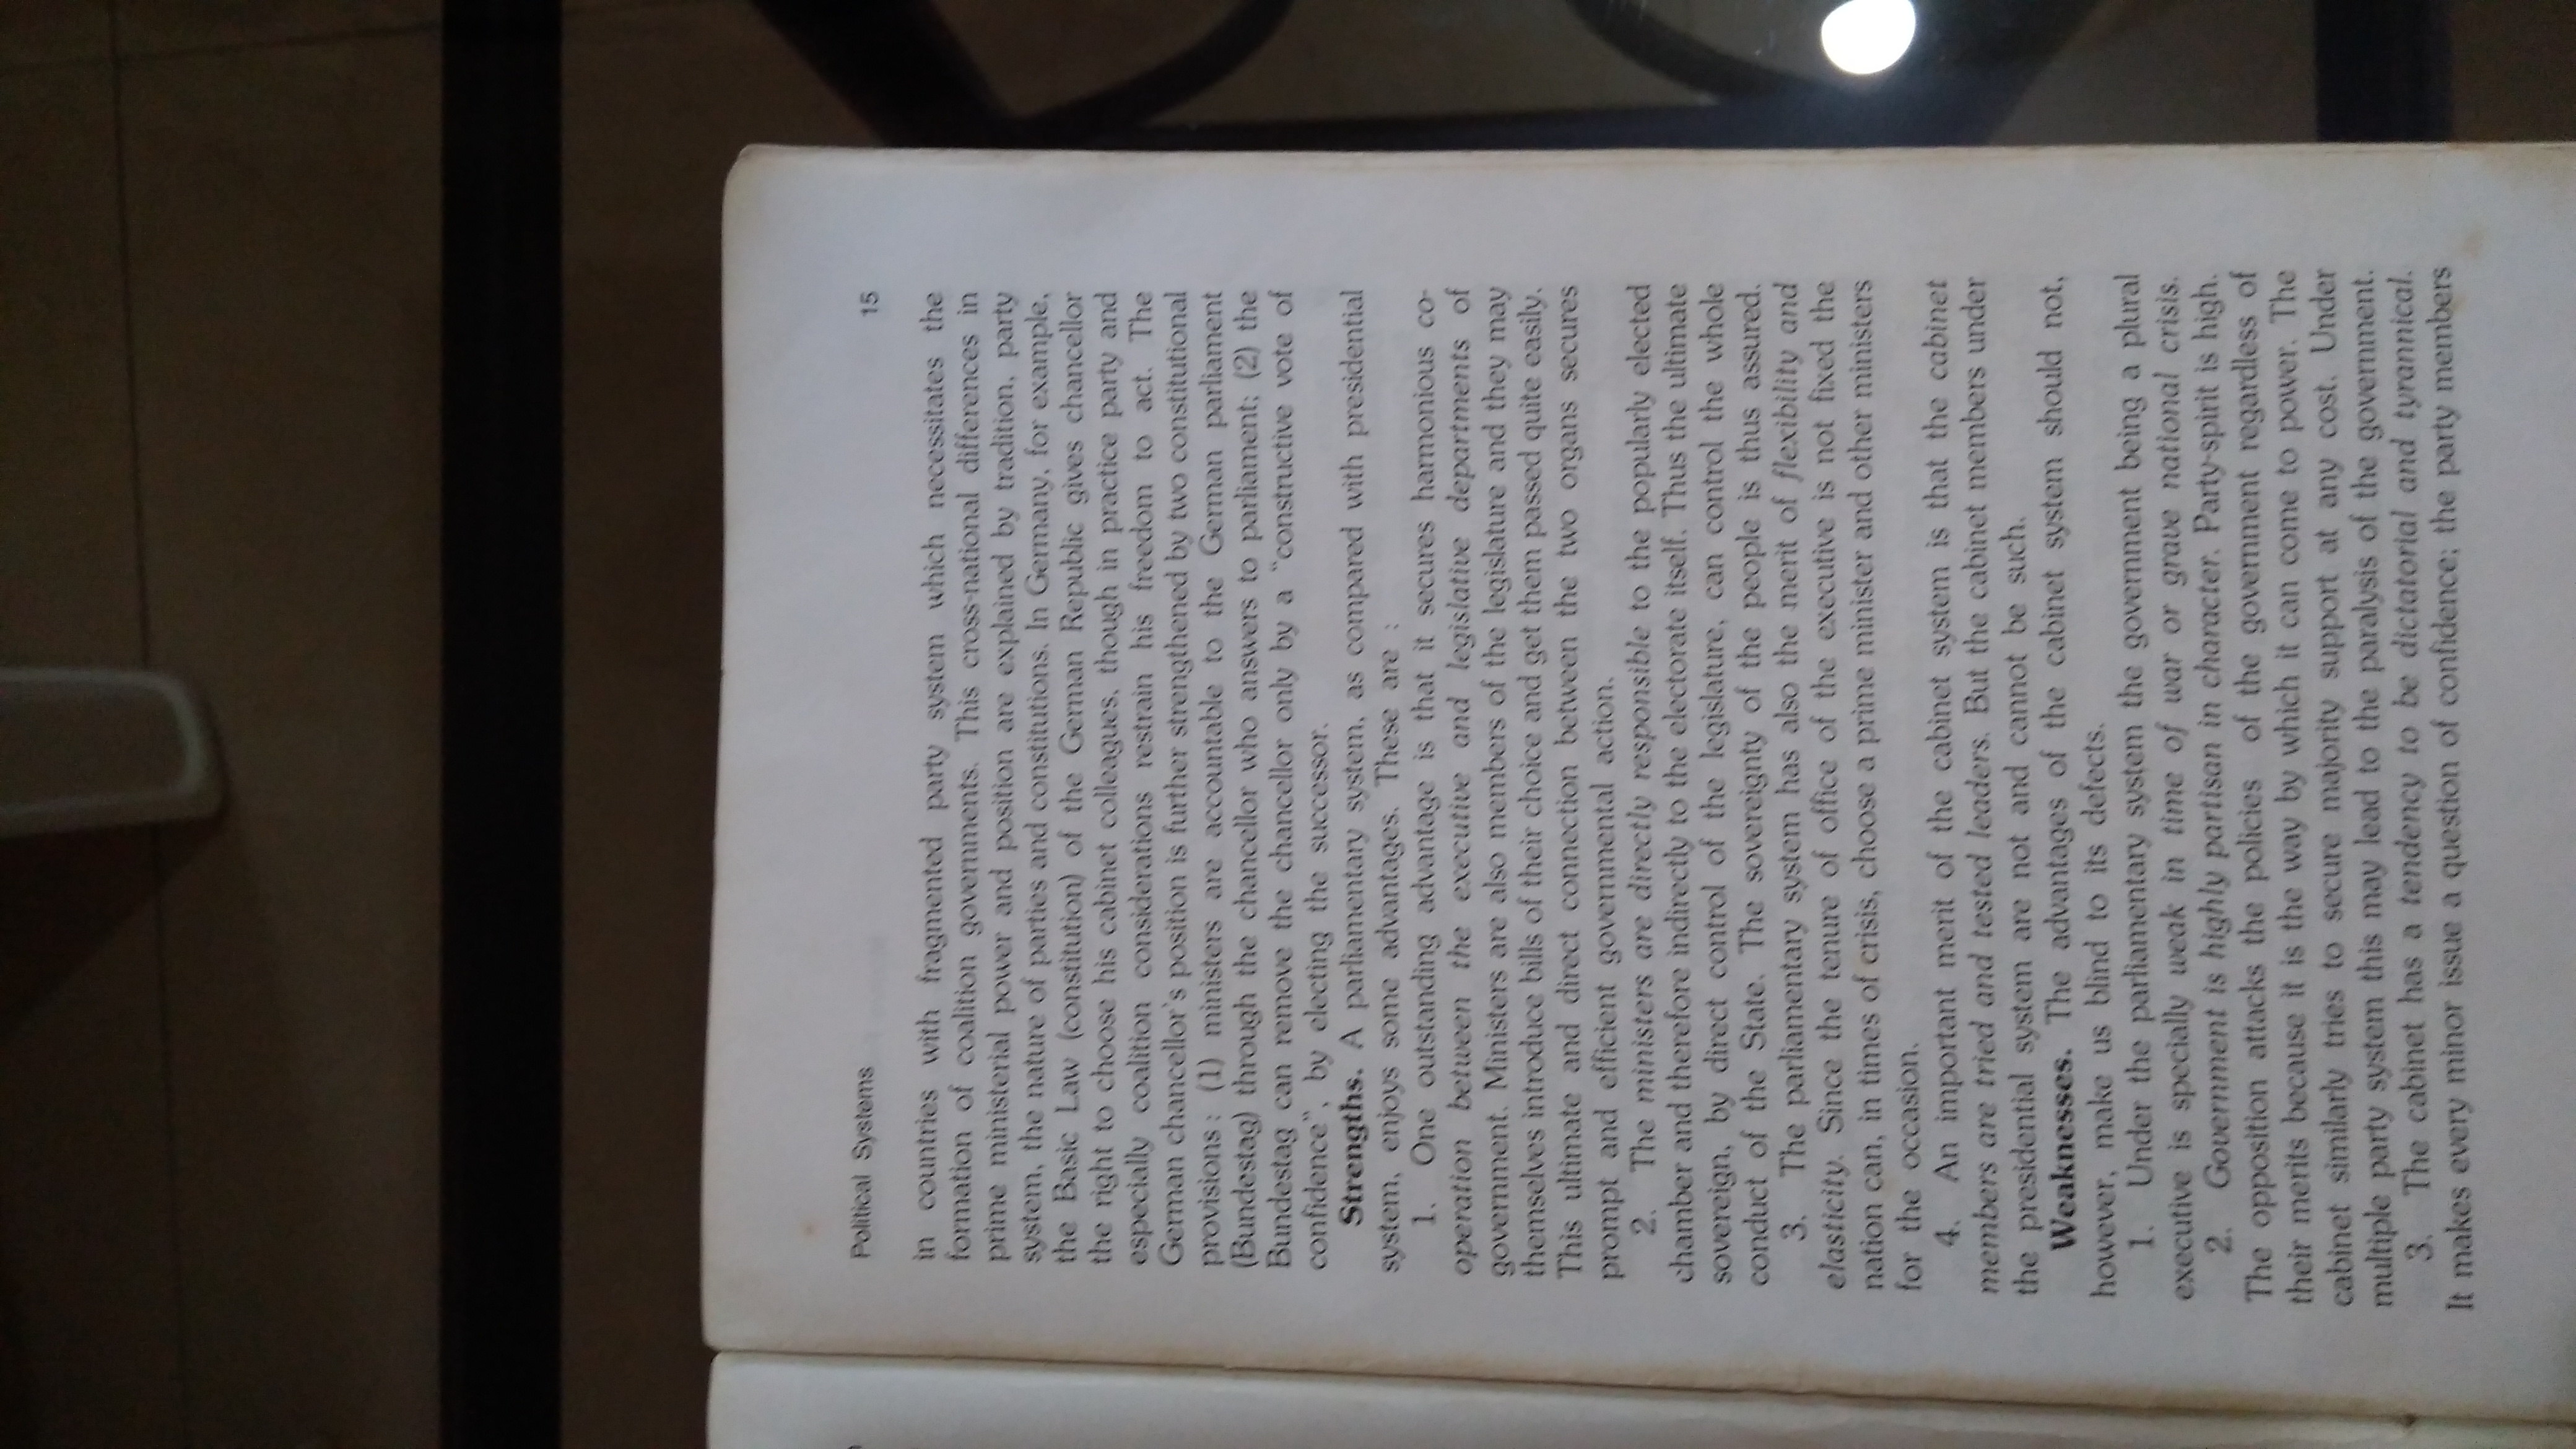 Political Systems 15
in countries with fragmented party system which necessitates the
formation of coalition governments. This cross-national differences in
prime ministerial power and position are explained by tradition, party
system, the nature of parties and constitutions. In Germany, for example,
the Basic Law (constitution) of the German Republic gives chancellor
the right to choose his cabinet colleagues, though in practice party and
especially coalition considerations restrain his freedom to act. The
German chancellor's position is further strengthened by two constitutional
provisions : (1) ministers are accountable to the German parliament
(Bundestag) through the chancellor who answers to parliament; (2) the
Bundestag can remove the chancellor only by a "constructive vote of
confidence", by electing the successor.
Strengths. A parliamentary system, as compared with presidential
system, enjoys some advantages. These are :
1. One outstanding advantage is that it secures harmonious co-
operation between the executive and legislative departments of
government. Ministers are also members of the legislature and they may
themselves introduce bills of their choice and get them passed quite easily.
This ultimate and direct connection between the two organs secures
prompt and efficient governmental action.
2. The ministers are directly responsible to the popularly elected
chamber and therefore indirectly to the electorate itself. Thus the ultimate
sovereign, by direct control of the legislature, can control the whole
conduct of the State. The sovereignty of the people is thus assured.
3. The parliamentary system has also the merit of flexibility and
elasticity. Since the tenure of office of the executive is not fixed the
nation can, in times of crisis, choose a prime minister and other ministers
for the occasion.
4. An important merit of the cabinet system is that the cabinet
members are tried and tested leaders. But the cabinet members under
the presidential system are not and cannot be such.
Weaknesses. The advantages of the cabinet system should not,
however, make us blind to its defects.
1. Under the parliamentary system the government being a plural
executive is specially weak in time of war or grave national crisis.
2. Government is highly partisan in character. Party-spirit is high.
The opposition attacks the policies of the government regardless of
their merits because it is the way by which it can come to power. The
cabinet similarly tries to secure majority support at any cost. Under
multiple party system this may lead to the paralysis of the government.
3. The cabinet has a tendency to be dictatorial and tyrannical.
It makes every minor issue a question of confidence; the party members